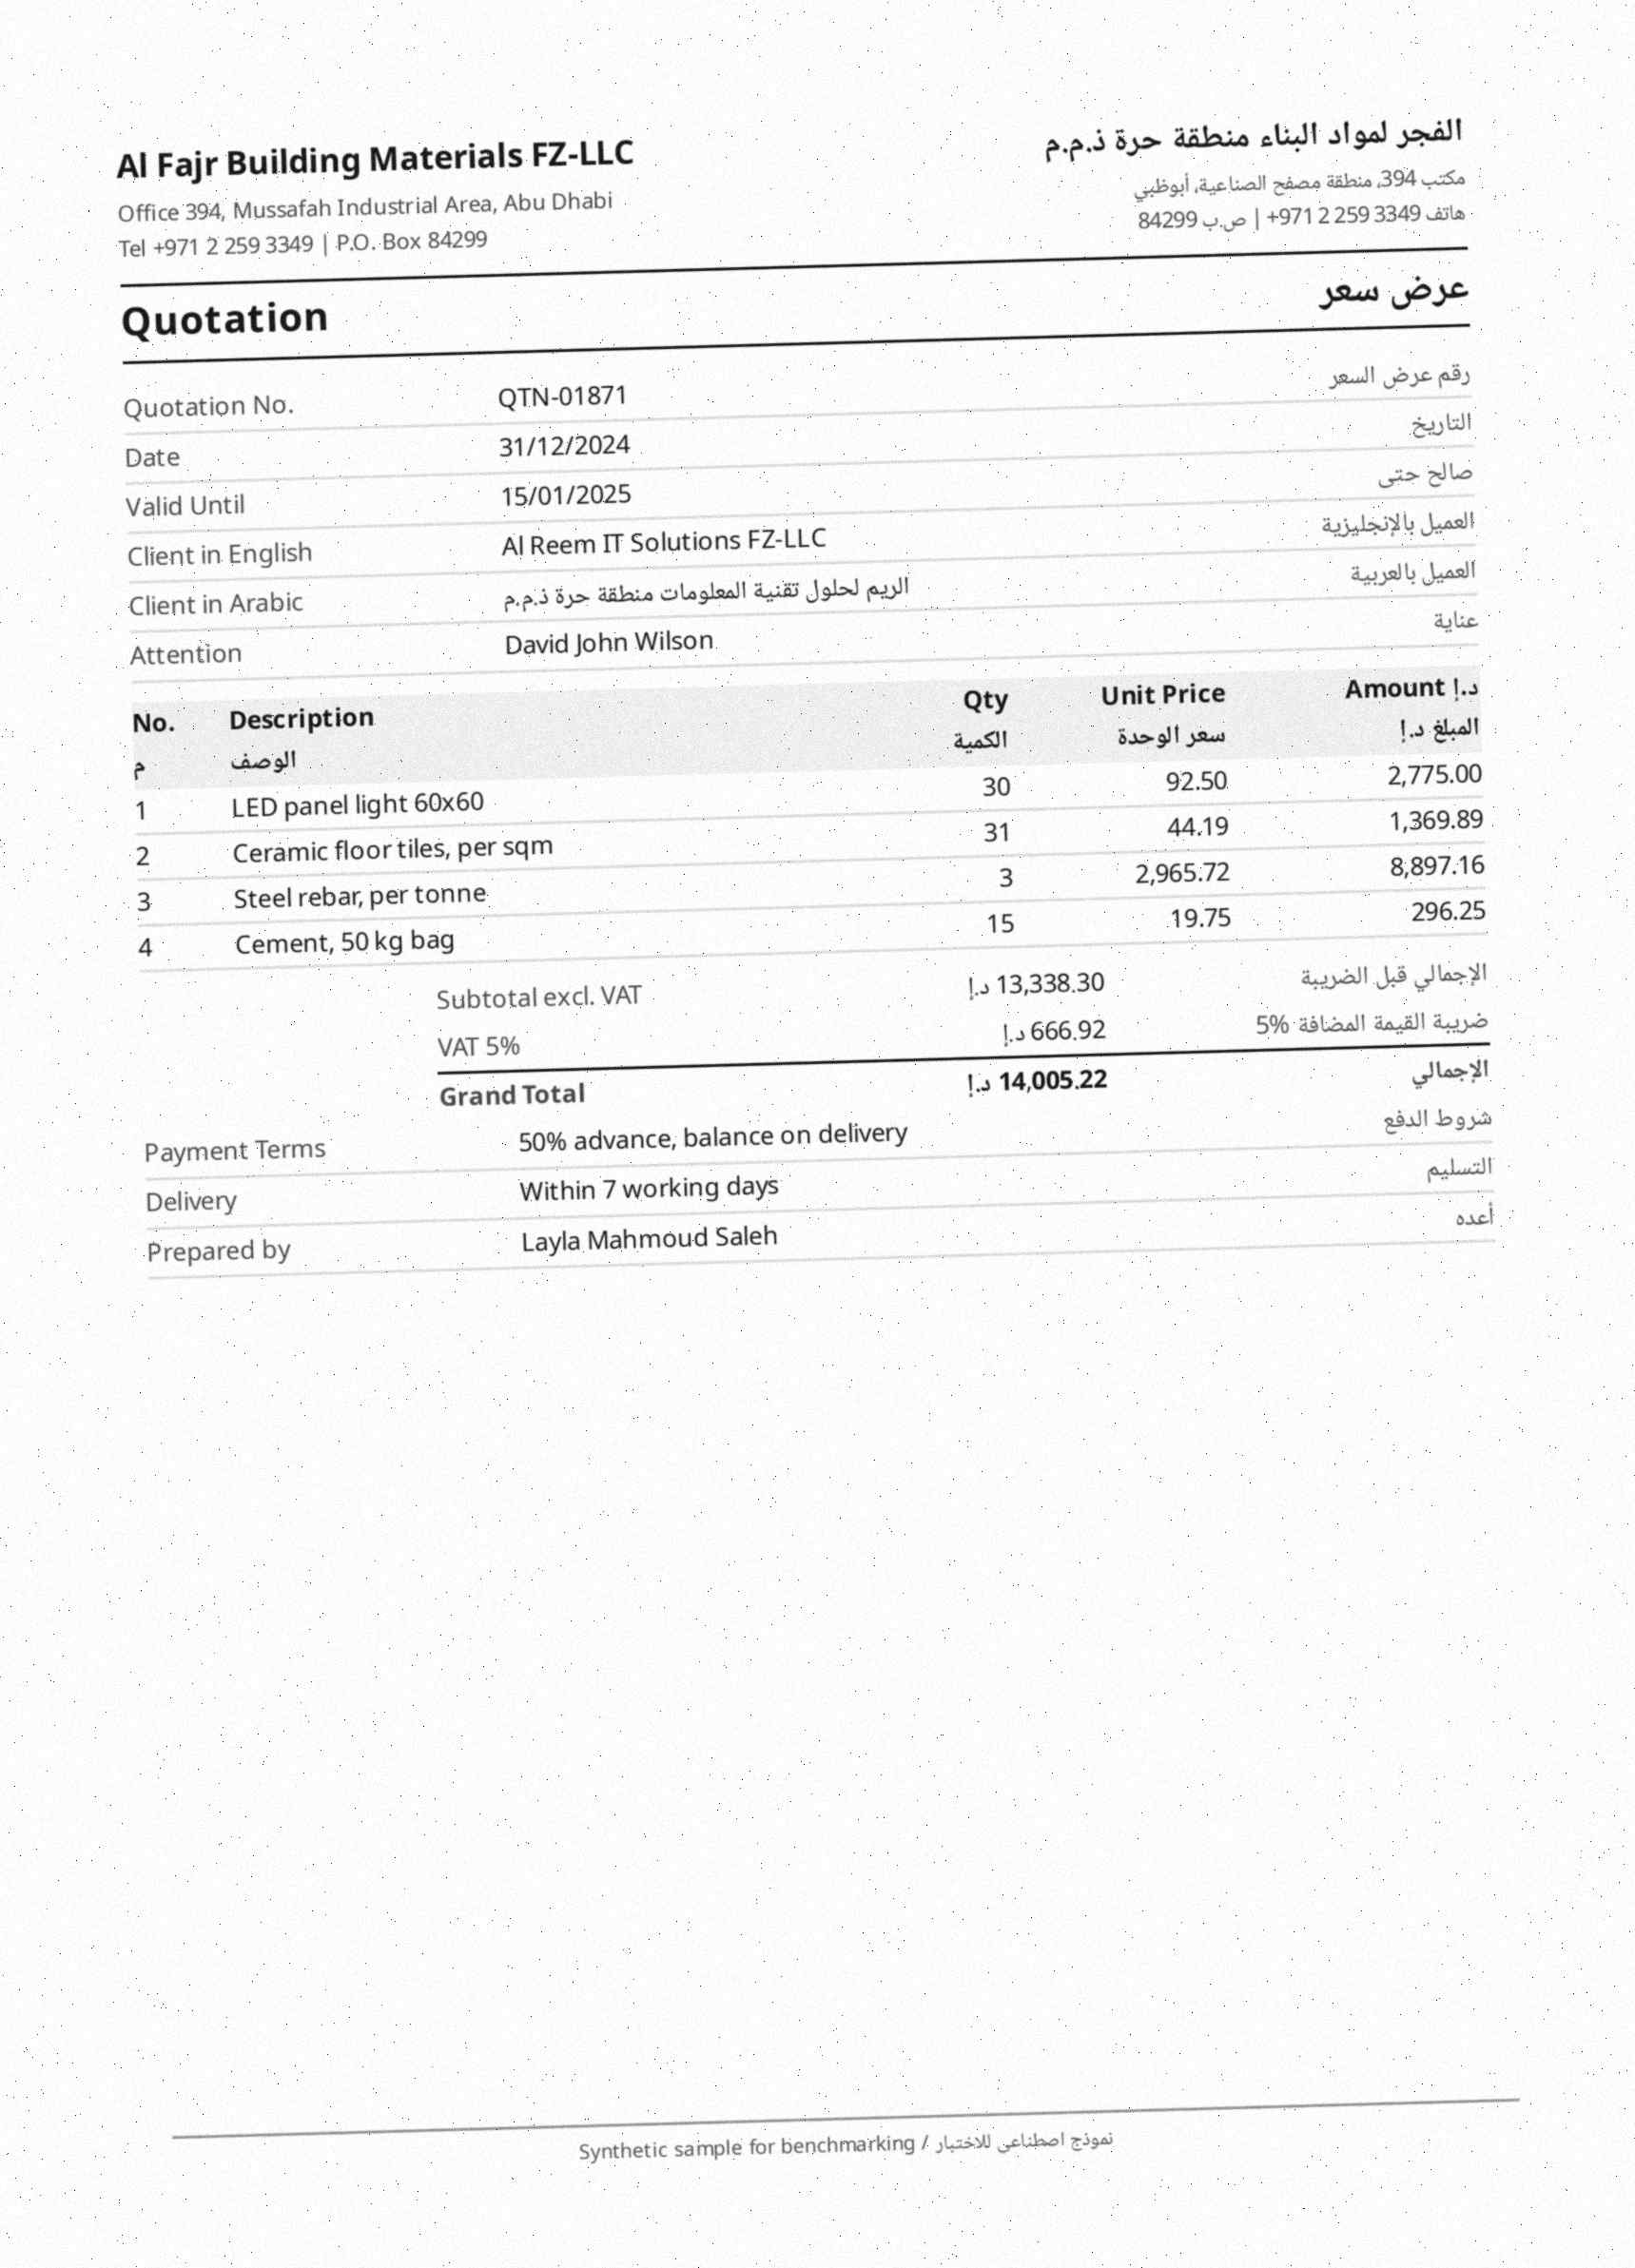 Al Fajr Building Materials FZ-LLC
الفجر لمواد البناء منطقة حرة ذ.م.م
Office 394, Mussafah Industrial Area, Abu Dhabi
مكتب 394، منطقة مصفح الصناعية، أبوظبي
Tel +971 2 259 3349 | P.O. Box 84299
هاتف 3349 259 2 971+ | ص.ب 84299
Quotation
عرض سعر
Quotation No. QTN-01871 رقم عرض السعر
Date 31/12/2024 التاريخ
Valid Until 15/01/2025 صالح حتى
Client in English Al Reem IT Solutions FZ-LLC العميل بالإنجليزية
Client in Arabic الريم لحلول تقنية المعلومات منطقة حرة ذ.م.م العميل بالعربية
Attention David John Wilson عناية
No. Description Qty Unit Price Amount د.إ
م الوصف الكمية سعر الوحدة المبلغ د.إ
1 LED panel light 60x60 30 92.50 2,775.00
2 Ceramic floor tiles, per sqm 31 44.19 1,369.89
3 Steel rebar, per tonne 3 2,965.72 8,897.16
4 Cement, 50 kg bag 15 19.75 296.25
Subtotal excl. VAT 13,338.30 د.إ الإجمالي قبل الضريبة
VAT 5% 666.92 د.إ ضريبة القيمة المضافة 5%
Grand Total 14,005.22 د.إ الإجمالي
Payment Terms 50% advance, balance on delivery شروط الدفع
Delivery Within 7 working days التسليم
Prepared by Layla Mahmoud Saleh أعده
Synthetic sample for benchmarking / نموذج اصطناعي للاختبار